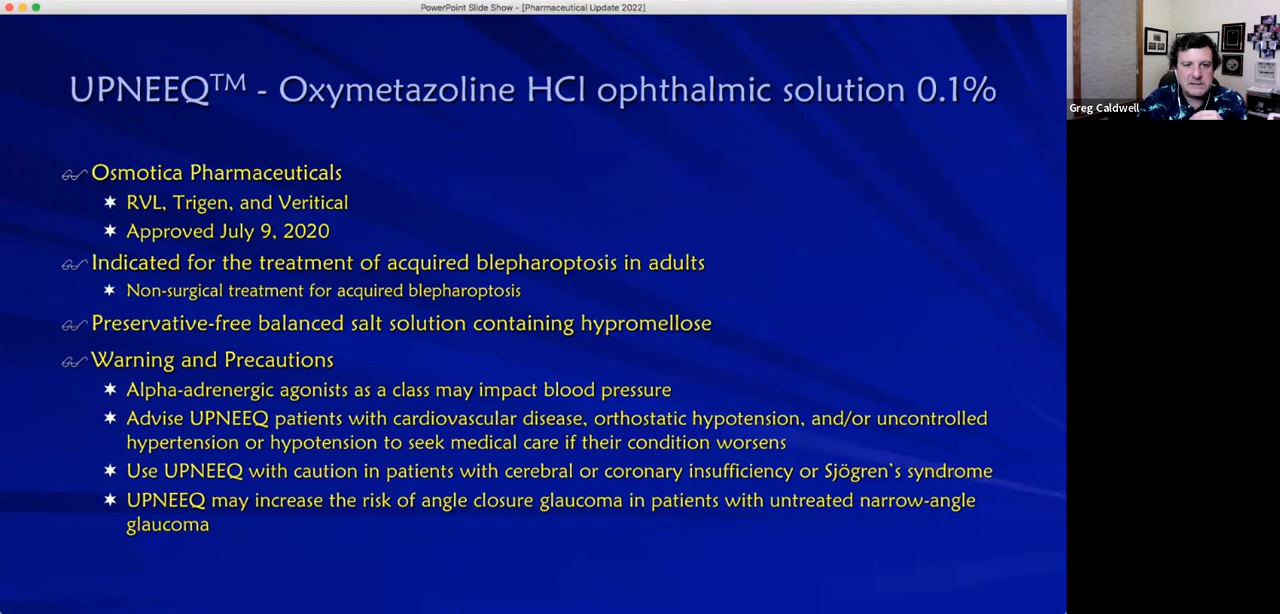 PowerPoint Slide Show - [Pharmaceutical Update 2022]
UPNEEQ™ - Oxymetazoline HCl ophthalmic solution 0.1%
Greg Caldwell
Osmotica Pharmaceuticals
RVL, Trigen, and Veritical
Approved July 9, 2020
Indicated for the treatment of acquired blepharoptosis in adults
Non-surgical treatment for acquired blepharoptosis
Preservative-free balanced salt solution containing hypromellose
Warning and Precautions
Alpha-adrenergic agonists as a class may impact blood pressure
Advise UPNEEQ patients with cardiovascular disease, orthostatic hypotension, and/or uncontrolled
hypertension or hypotension to seek medical care if their condition worsens
Use UPNEEQ with caution in patients with cerebral or coronary insufficiency or Sjögren's syndrome
UPNEEQ may increase the risk of angle closure glaucoma in patients with untreated narrow-angle
glaucoma